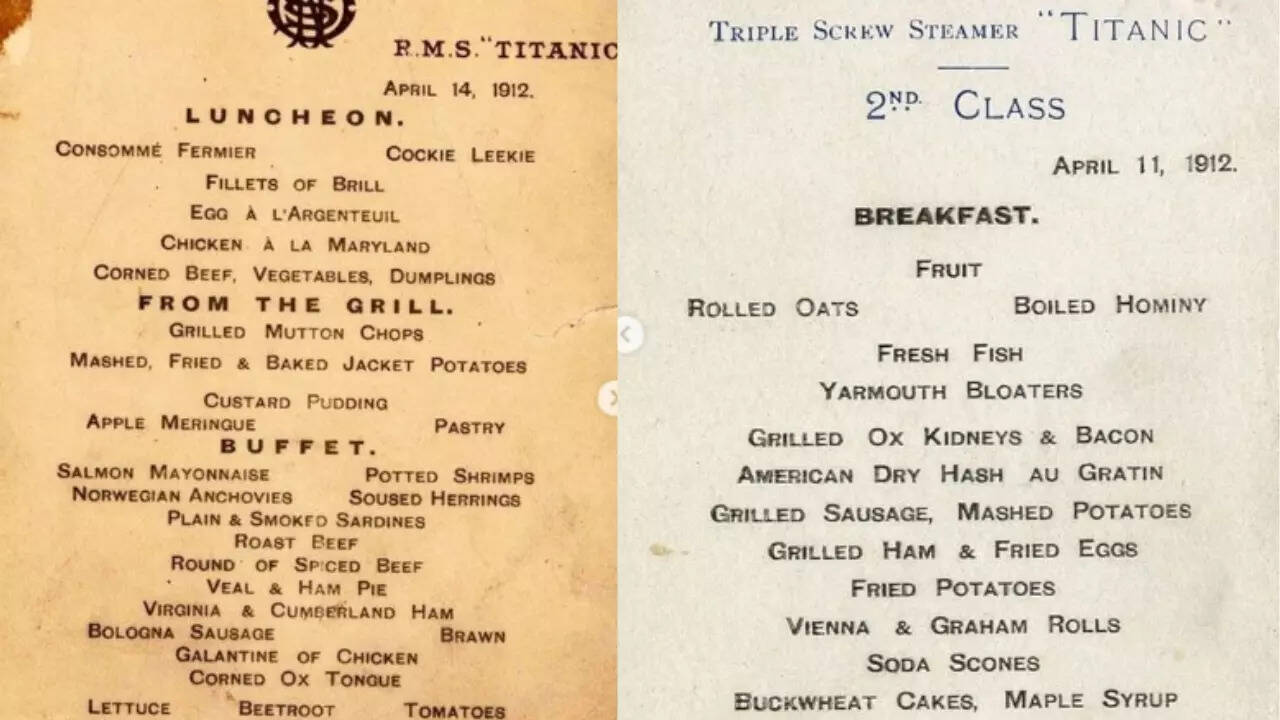 R.M.S. "TITANIC
APRIL 14, 1912.
LUNCHEON.
CONSOMMÉ FERMIER COCKIE LEEKIE
FILLETS OF BRILL
EGG À L'ARGENTEUIL
CHICKEN À LA MARYLAND
CORNED BEEF, VEGETABLES, DUMPLINGS
FROM THE GRILL.
GRILLED MUTTON CHOPS
MASHED, FRIED & BAKED JACKET POTATOES
CUSTARD PUDDING
APPLE MERINGUE PASTRY
BUFFET.
SALMON MAYONNAISE POTTED SHRIMPS
NORWEGIAN ANCHOVIES SOUSED HERRINGS
PLAIN & SMOKED SARDINES
ROAST BEEF
ROUND OF SPICED BEEF
VEAL & HAM PIE
VIRGINIA & CUMBERLAND HAM
BOLOGNA SAUSAGE BRAWN
GALANTINE OF CHICKEN
CORNED OX TONGUE
LETTUCE BEETROOT TOMATOES
TRIPLE SCREW STEAMER "TITANIC"
2ND. CLASS
APRIL 11, 1912.
BREAKFAST.
FRUIT
ROLLED OATS BOILED HOMINY
FRESH FISH
YARMOUTH BLOATERS
GRILLED OX KIDNEYS & BACON
AMERICAN DRY HASH AU GRATIN
GRILLED SAUSAGE, MASHED POTATOES
GRILLED HAM & FRIED EGGS
FRIED POTATOES
VIENNA & GRAHAM ROLLS
SODA SCONES
BUCKWHEAT CAKES, MAPLE SYRUP